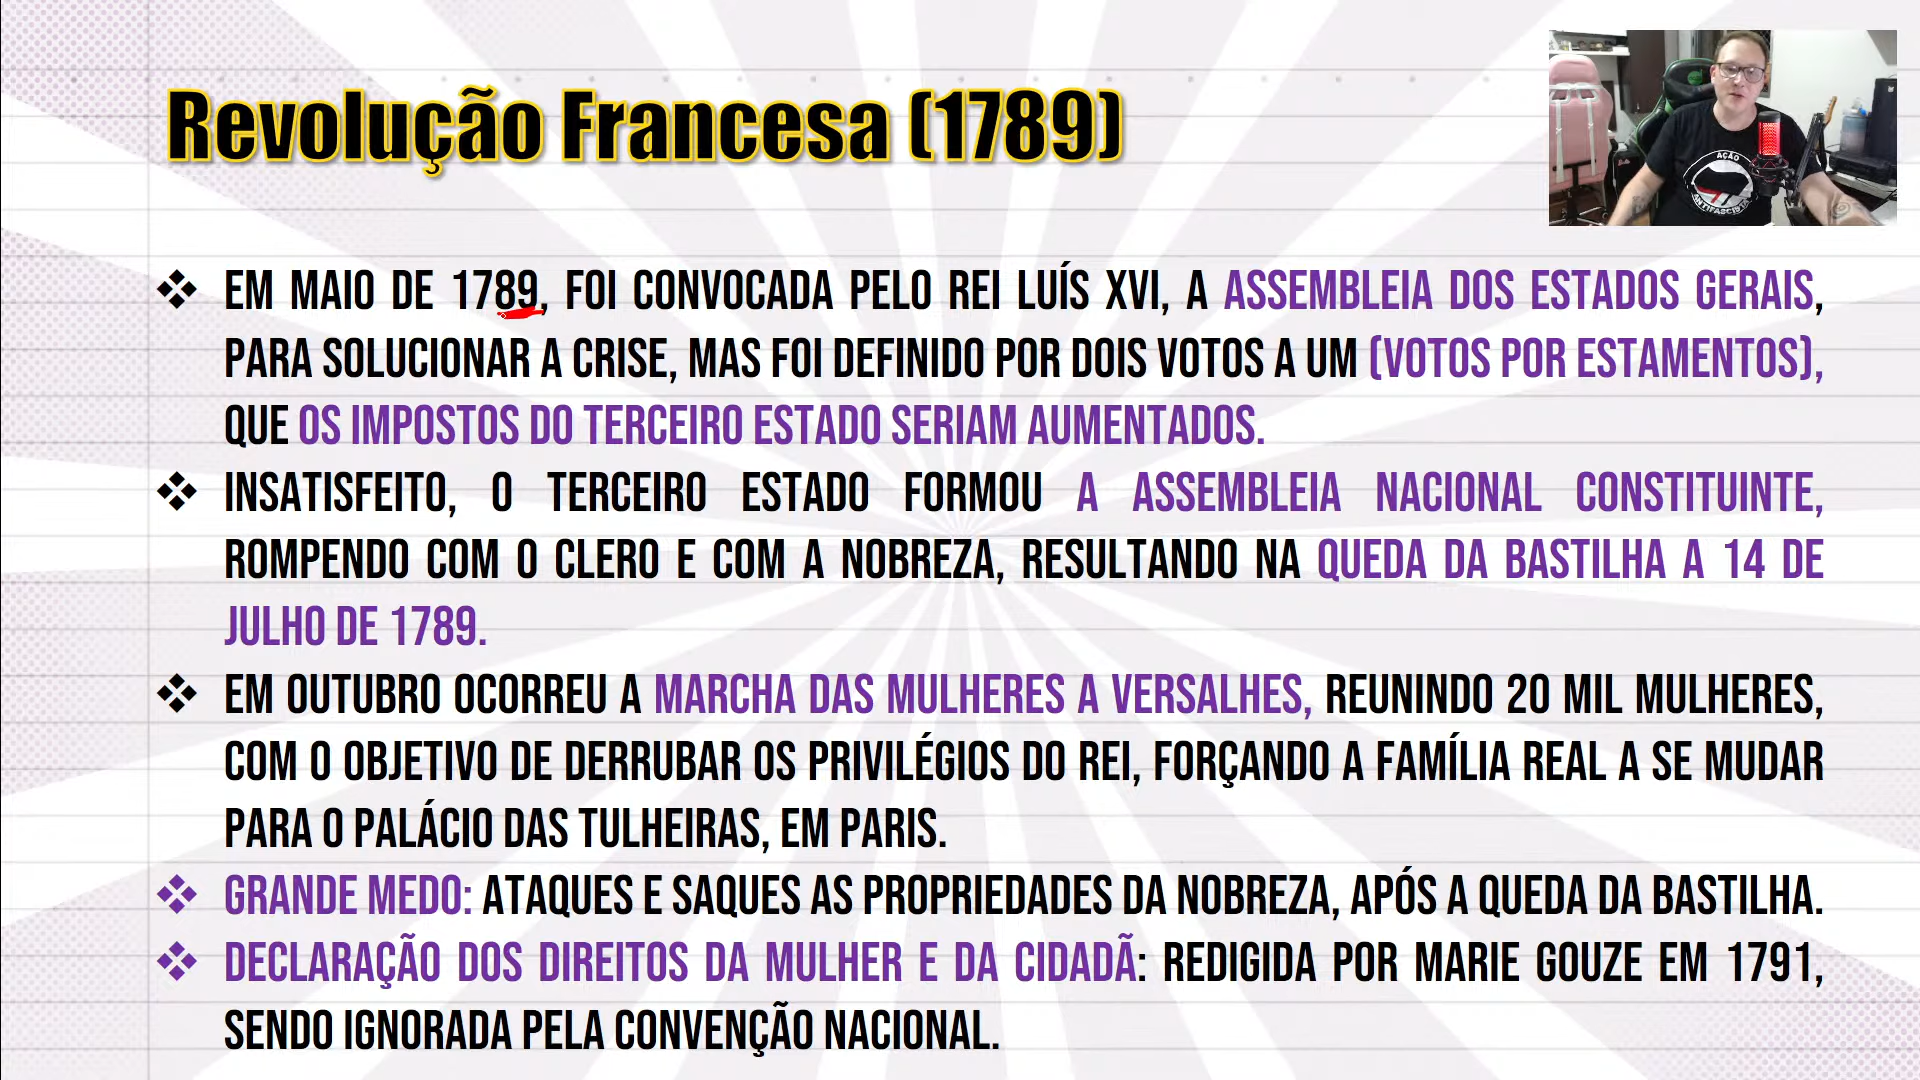 Revolução Francesa (1789)
AÇÃO
ANTIFASCISTA
EM MAIO DE 1789, FOI CONVOCADA PELO REI LUÍS XVI, A ASSEMBLEIA DOS ESTADOS GERAIS,
PARA SOLUCIONAR A CRISE, MAS FOI DEFINIDO POR DOIS VOTOS A UM (VOTOS POR ESTAMENTOS),
QUE OS IMPOSTOS DO TERCEIRO ESTADO SERIAM AUMENTADOS.
INSATISFEITO, O TERCEIRO ESTADO FORMOU A ASSEMBLEIA NACIONAL CONSTITUINTE,
ROMPENDO COM O CLERO E COM A NOBREZA, RESULTANDO NA QUEDA DA BASTILHA A 14 DE
JULHO DE 1789.
EM OUTUBRO OCORREU A MARCHA DAS MULHERES A VERSALHES, REUNINDO 20 MIL MULHERES,
COM O OBJETIVO DE DERRUBAR OS PRIVILÉGIOS DO REI, FORÇANDO A FAMÍLIA REAL A SE MUDAR
PARA O PALÁCIO DAS TULHEIRAS, EM PARIS.
GRANDE MEDO: ATAQUES E SAQUES AS PROPRIEDADES DA NOBREZA, APÓS A QUEDA DA BASTILHA.
DECLARAÇÃO DOS DIREITOS DA MULHER E DA CIDADÃ: REDIGIDA POR MARIE GOUZE EM 1791,
SENDO IGNORADA PELA CONVENÇÃO NACIONAL.